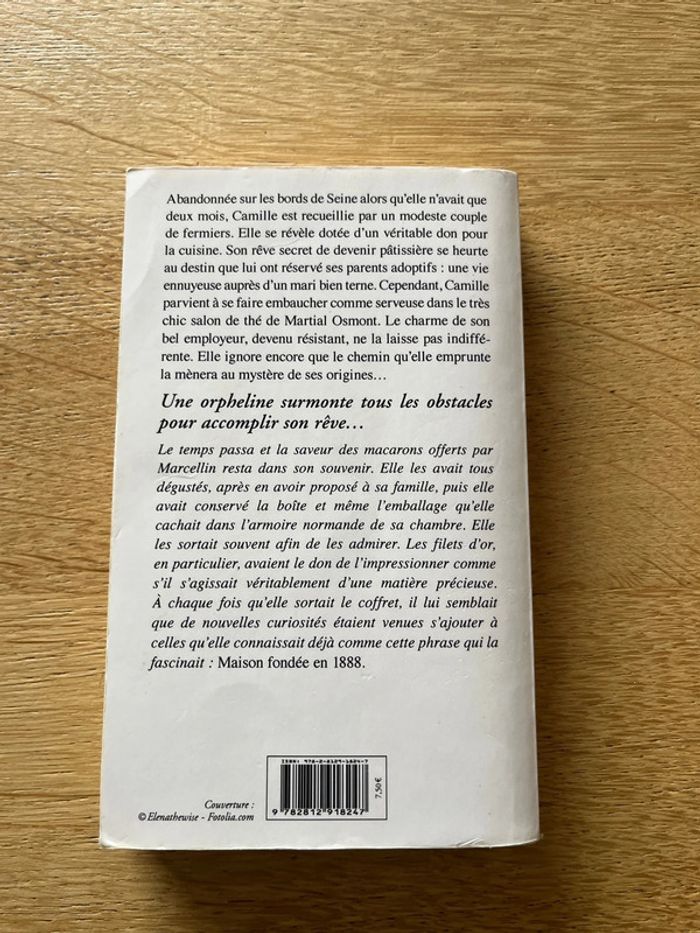 Abandonnée sur les bords de Seine alors qu'elle n'avait que
deux mois, Camille est recueillie par un modeste couple
de fermiers. Elle se révèle dotée d'un véritable don pour
la cuisine. Son rêve secret de devenir pâtissière se heurte
au destin que lui ont réservé ses parents adoptifs : une vie
ennuyeuse auprès d'un mari bien terne. Cependant, Camille
parvient à se faire embaucher comme serveuse dans le très
chic salon de thé de Martial Osmont. Le charme de son
bel employeur, devenu résistant, ne la laisse pas indiffé-
rente. Elle ignore encore que le chemin qu'elle emprunte
la mènera au mystère de ses origines…
Une orpheline surmonte tous les obstacles
pour accomplir son rêve…
Le temps passa et la saveur des macarons offerts par
Marcellin resta dans son souvenir. Elle les avait tous
dégustés, après en avoir proposé à sa famille, puis elle
avait conservé la boîte et même l'emballage qu'elle
cachait dans l'armoire normande de sa chambre. Elle
les sortait souvent afin de les admirer. Les filets d'or,
en particulier, avaient le don de l'impressionner comme
s'il s'agissait véritablement d'une matière précieuse.
À chaque fois qu'elle sortait le coffret, il lui semblait
que de nouvelles curiosités étaient venues s'ajouter à
celles qu'elle connaissait déjà comme cette phrase qui la
fascinait : Maison fondée en 1888.
ISBN: 978-2-8129-1824-7
7,50 €
9 782812 918247
Couverture :
© Elenathewise - Fotolia.com